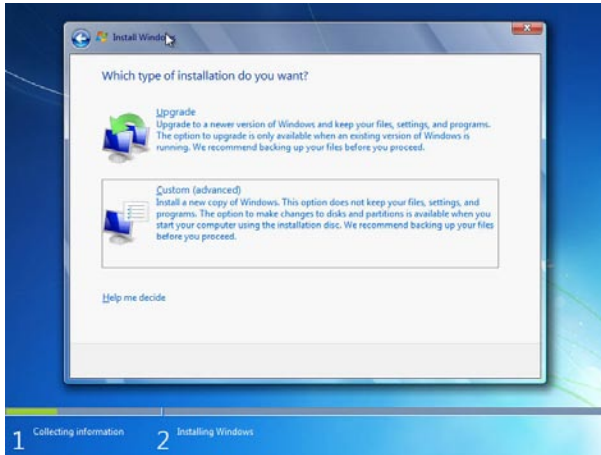 Install Windows
Which type of installation do you want?
Upgrade
Upgrade to a newer version of Windows and keep your files, settings, and programs.
The option to upgrade is only available when an existing version of Windows is
running. We recommend backing up your files before you proceed.
Custom (advanced)
Install a new copy of Windows. This option does not keep your files, settings, and
programs. The option to make changes to disks and partitions is available when you
start your computer using the installation disc. We recommend backing up your files
before you proceed.
Help me decide
1 Collecting information 2 Installing Windows